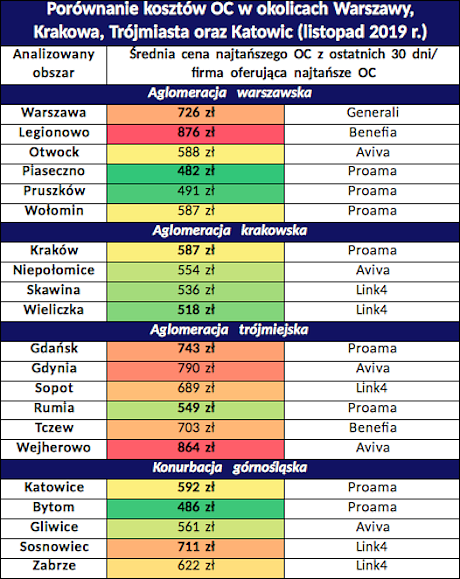 Porównanie kosztów OC w okolicach Warszawy,
Krakowa, Trójmiasta oraz Katowic (listopad 2019 r.)
Analizowany obszar	Średnia cena najtańszego OC z ostatnich 30 dni/ firma oferująca najtańsze OC
Aglomeracja warszawska
Warszawa	726 zł	Generali
Legionowo	876 zł	Benefia
Otwock	588 zł	Aviva
Piaseczno	482 zł	Proama
Pruszków	491 zł	Proama
Wołomin	587 zł	Proama
Aglomeracja krakowska
Kraków	587 zł	Proama
Niepołomice	554 zł	Aviva
Skawina	536 zł	Link4
Wieliczka	518 zł	Link4
Aglomeracja trójmiejska
Gdańsk	743 zł	Proama
Gdynia	790 zł	Aviva
Sopot	689 zł	Link4
Rumia	549 zł	Proama
Tczew	703 zł	Benefia
Wejherowo	864 zł	Aviva
Konurbacja górnośląska
Katowice	592 zł	Proama
Bytom	486 zł	Proama
Gliwice	561 zł	Aviva
Sosnowiec	711 zł	Link4
Zabrze	622 zł	Link4